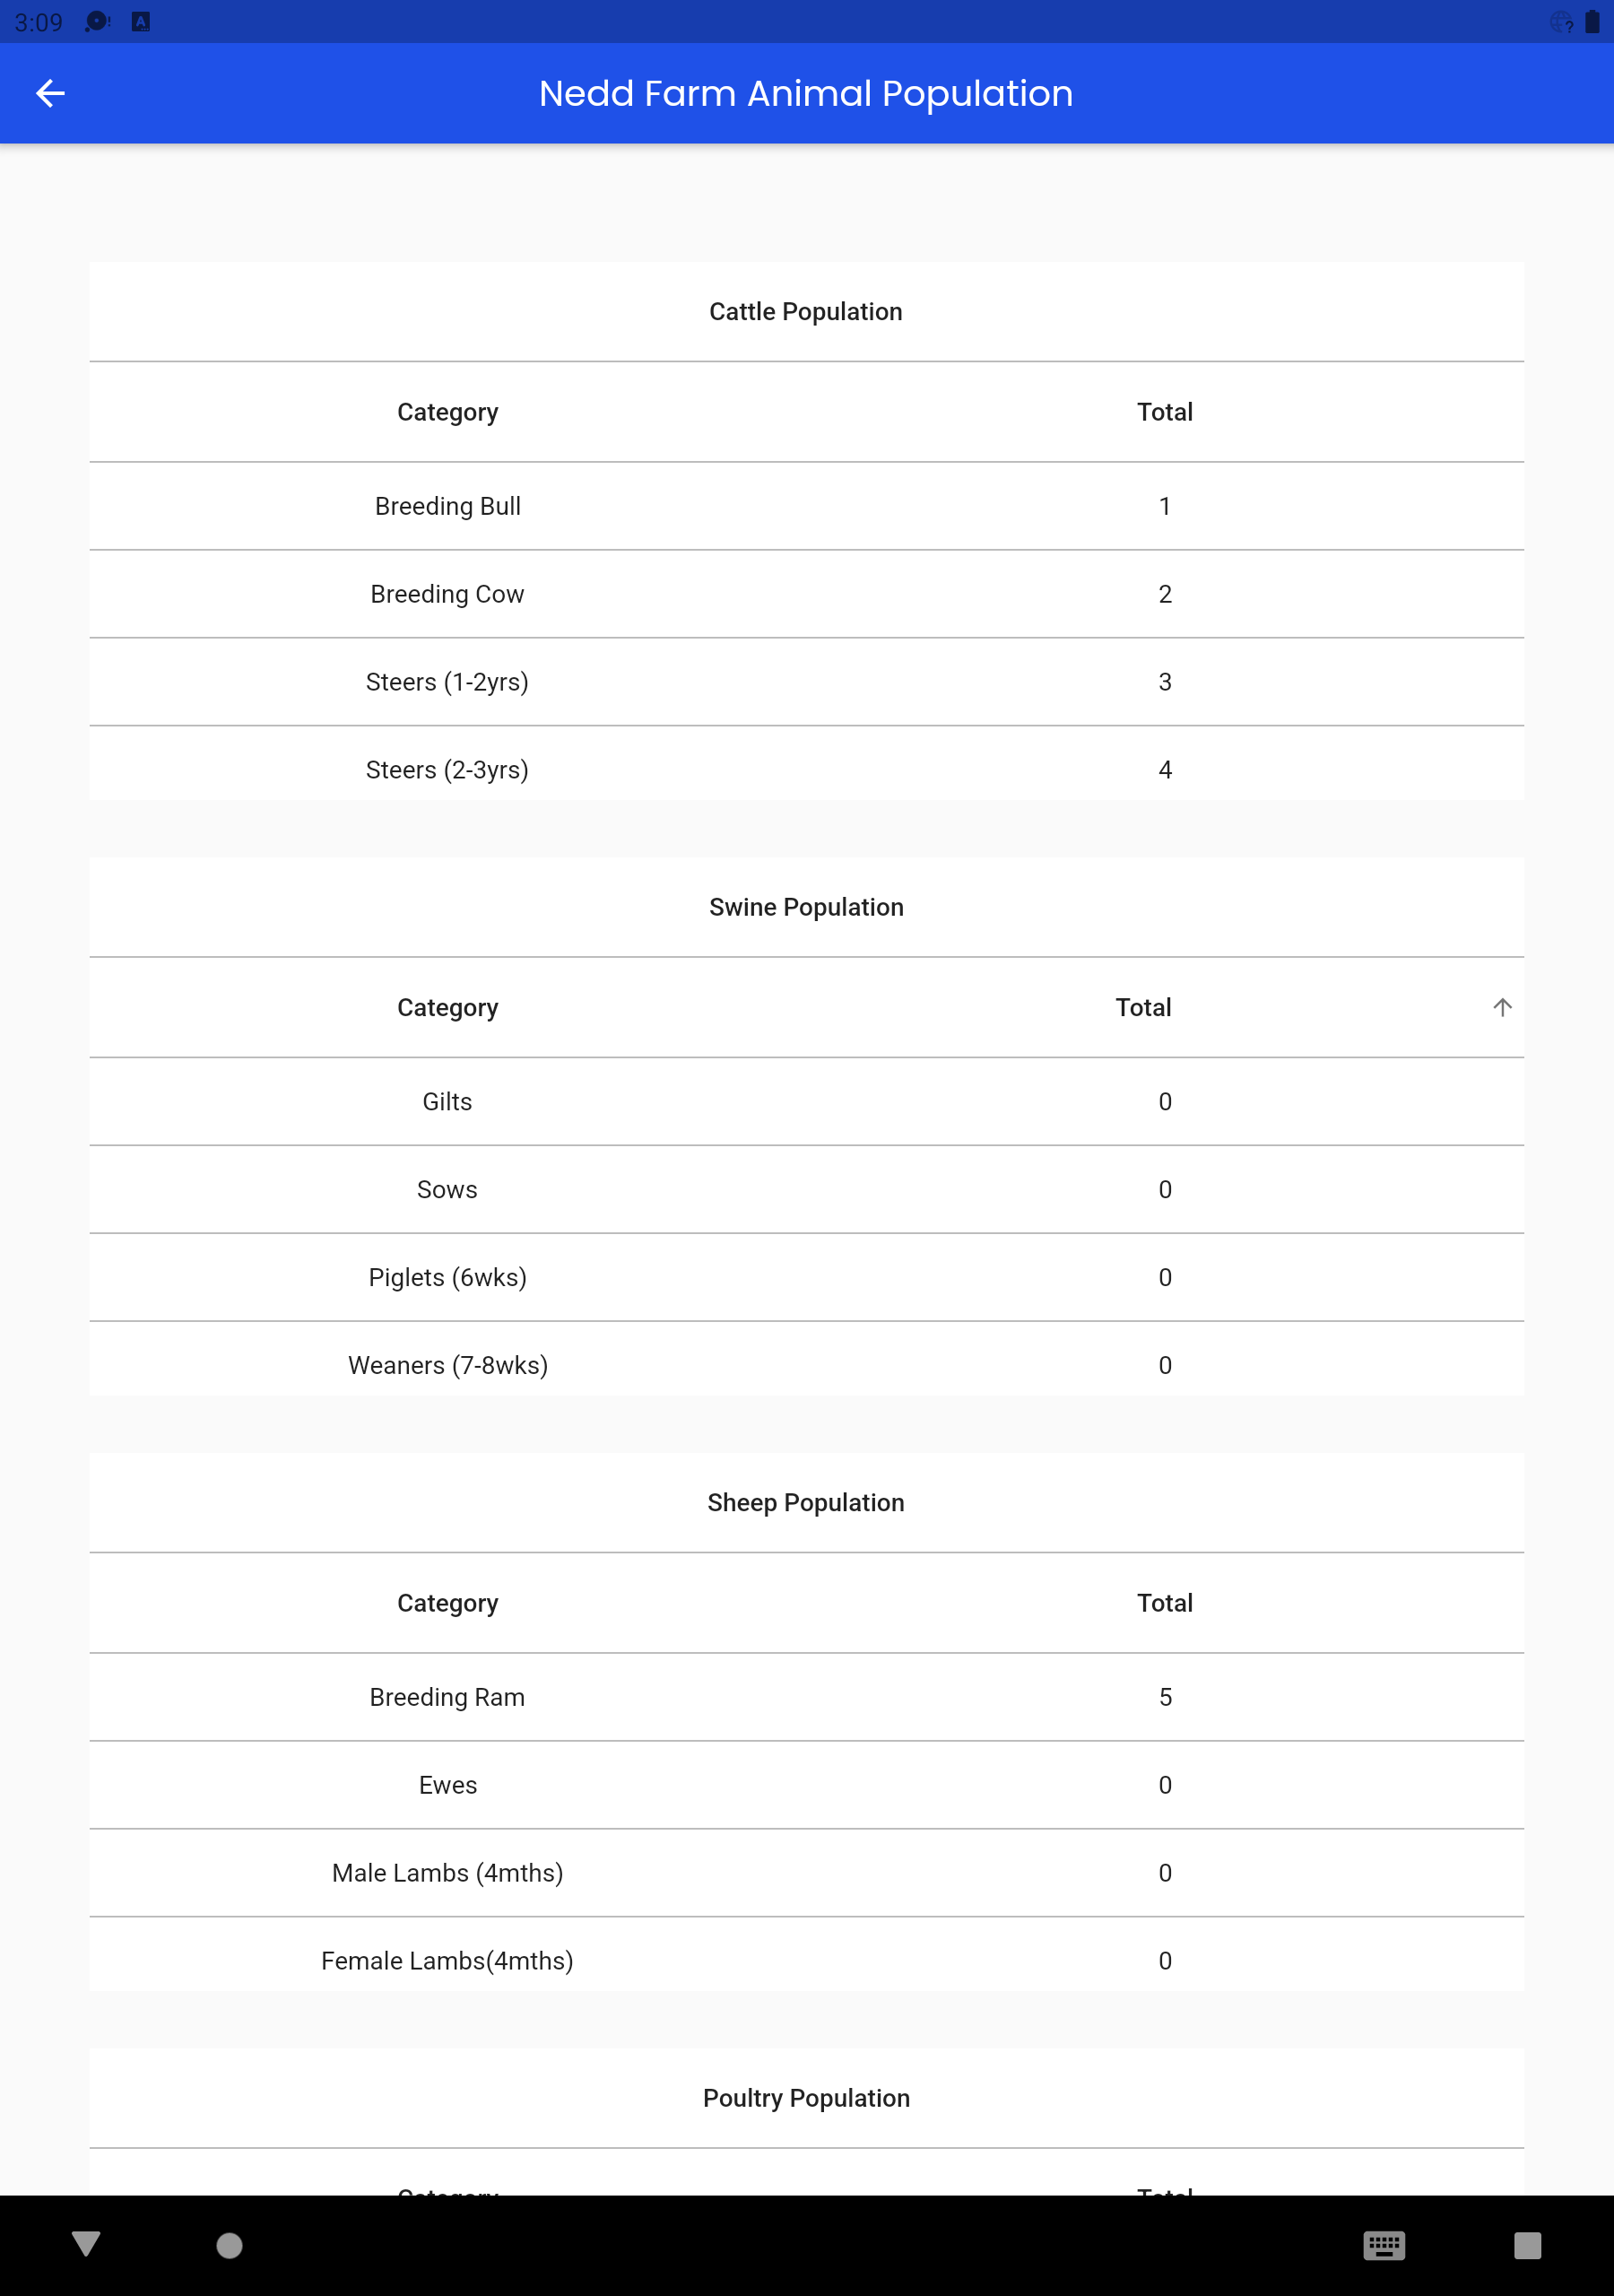 3:09
Nedd Farm Animal Population
Cattle Population
Category Total
Breeding Bull 1
Breeding Cow 2
Steers (1-2yrs) 3
Steers (2-3yrs) 4
Swine Population
Category Total
Gilts 0
Sows 0
Piglets (6wks) 0
Weaners (7-8wks) 0
Sheep Population
Category Total
Breeding Ram 5
Ewes 0
Male Lambs (4mths) 0
Female Lambs(4mths) 0
Poultry Population
Category Total